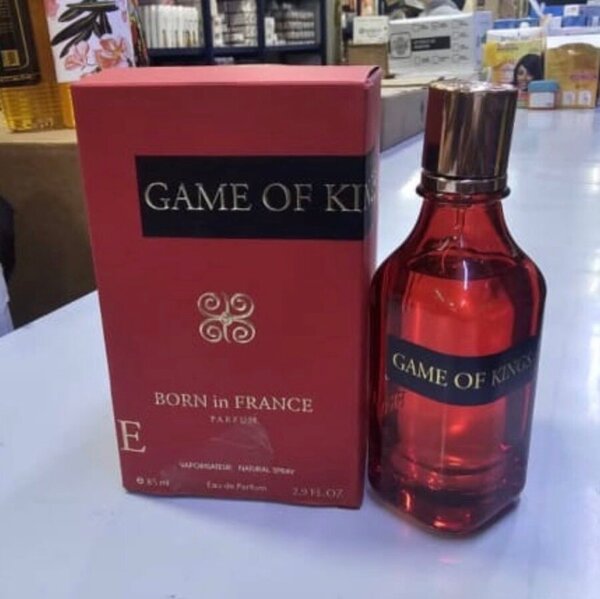 GAME OF KIN
BORN in FRANCE
PARFUM
E
VAPORISATEUR NATURAL SPRAY
e 85 ml
Eau de Parfum
2.9 FL.OZ
GAME OF KINGS